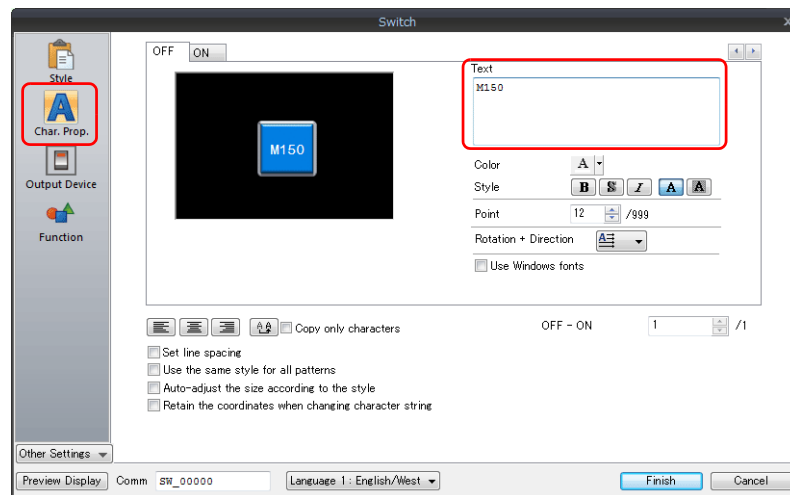 Switch
Style
Char. Prop.
Output Device
Function
Other Settings
OFF ON
M150
Text
M150
Color A
Style B S I A A
Point 12 /999
Rotation + Direction A
Use Windows fonts
Copy only characters OFF - ON 1 /1
Set line spacing
Use the same style for all patterns
Auto-adjust the size according to the style
Retain the coordinates when changing character string
Preview Display Comm SW_00000 Language 1 : English/West Finish Cancel